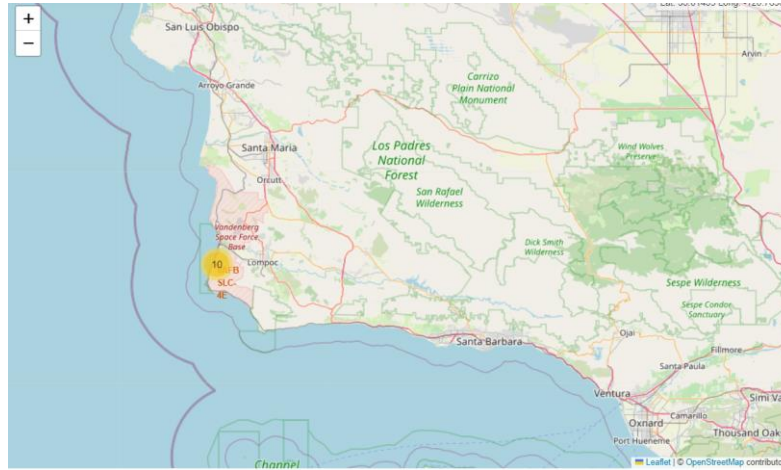 +
−
San Luis Obispo
Arvin
Carrizo
Plain National
Monument
Arroyo Grande
Santa Maria
Los Padres
National
Forest
Wind Wolves
Preserve
Orcutt
San Rafael
Wilderness
Vandenberg
Space Force
Base
Dick Smith
Wilderness
10
Lompoc
SLC-
4E
Sespe Wilderness
Sespe Condor
Sanctuary
Ojai
Santa Barbara
Fillmore
Santa Paula
Ventura
Simi Va
Camarillo
Oxnard
Thousand Oak
Port Hueneme
Channel
Leaflet | © OpenStreetMap contributo